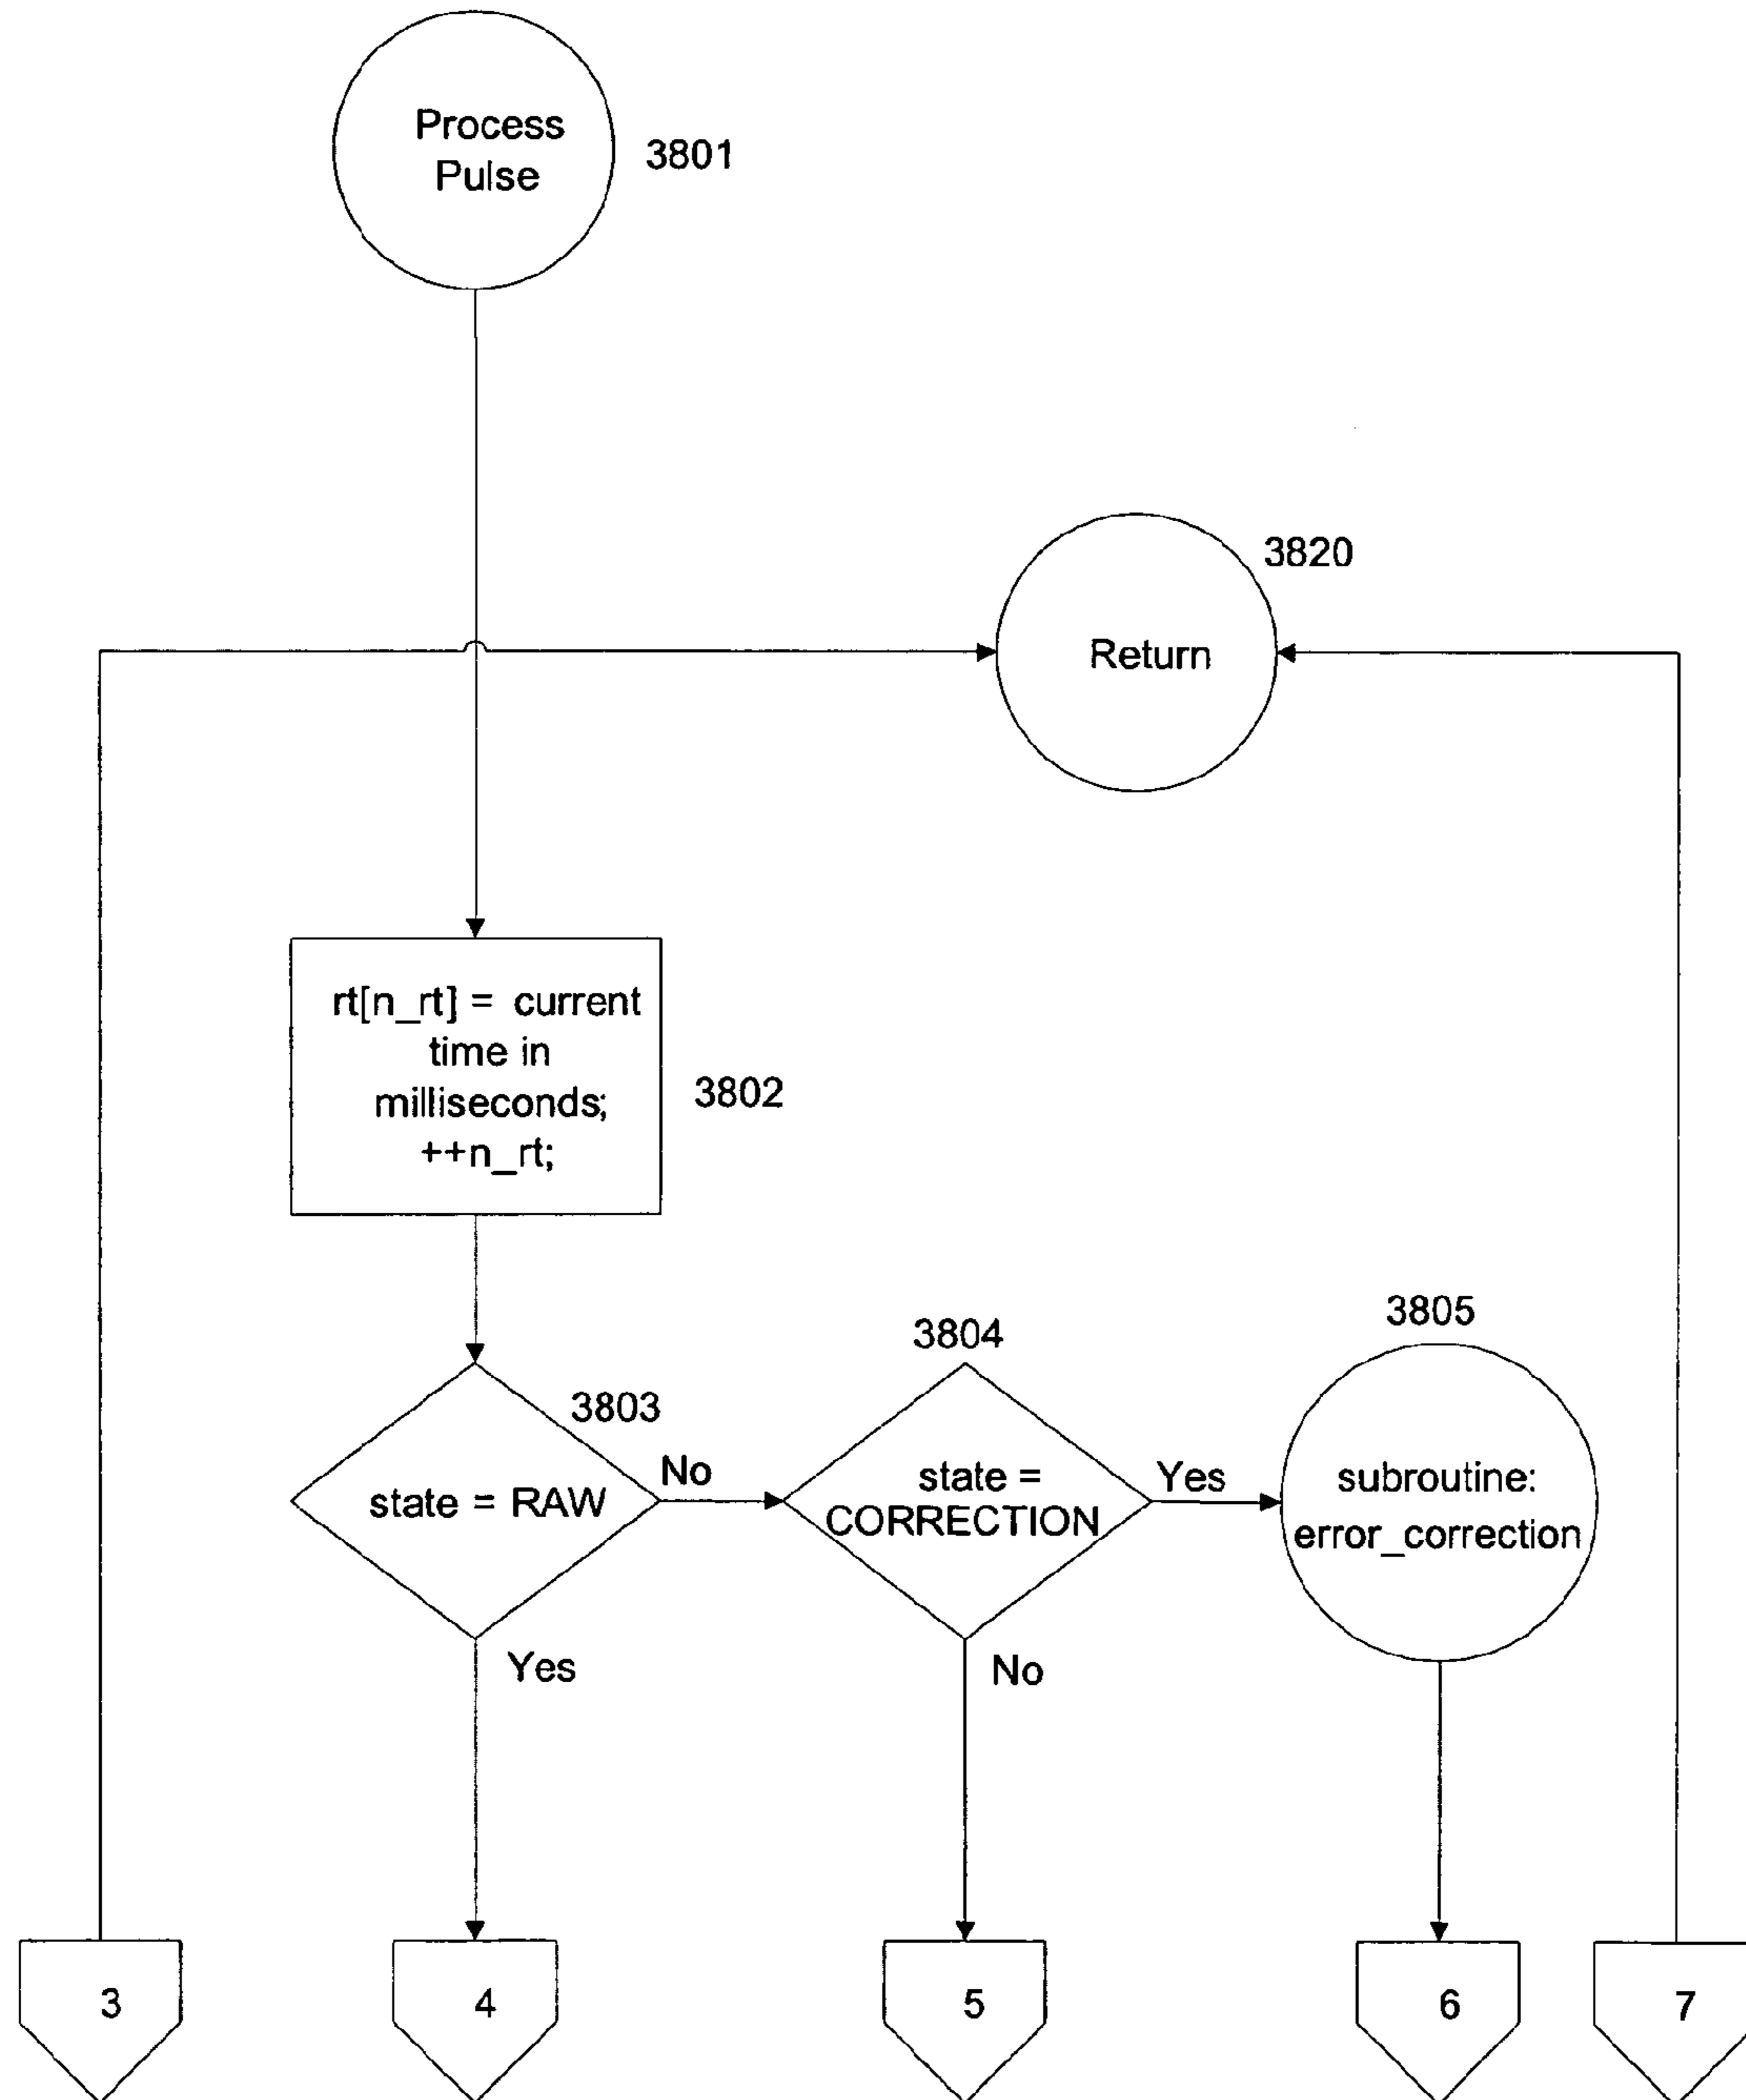 Process
Pulse
3801
3820
Return
rt[n_rt] = current
time in
milliseconds;
++n_rt;
3802
3805
3804
3803
No
state = RAW
state =
CORRECTION
Yes
subroutine:
error_correction
Yes
No
3
4
5
6
7